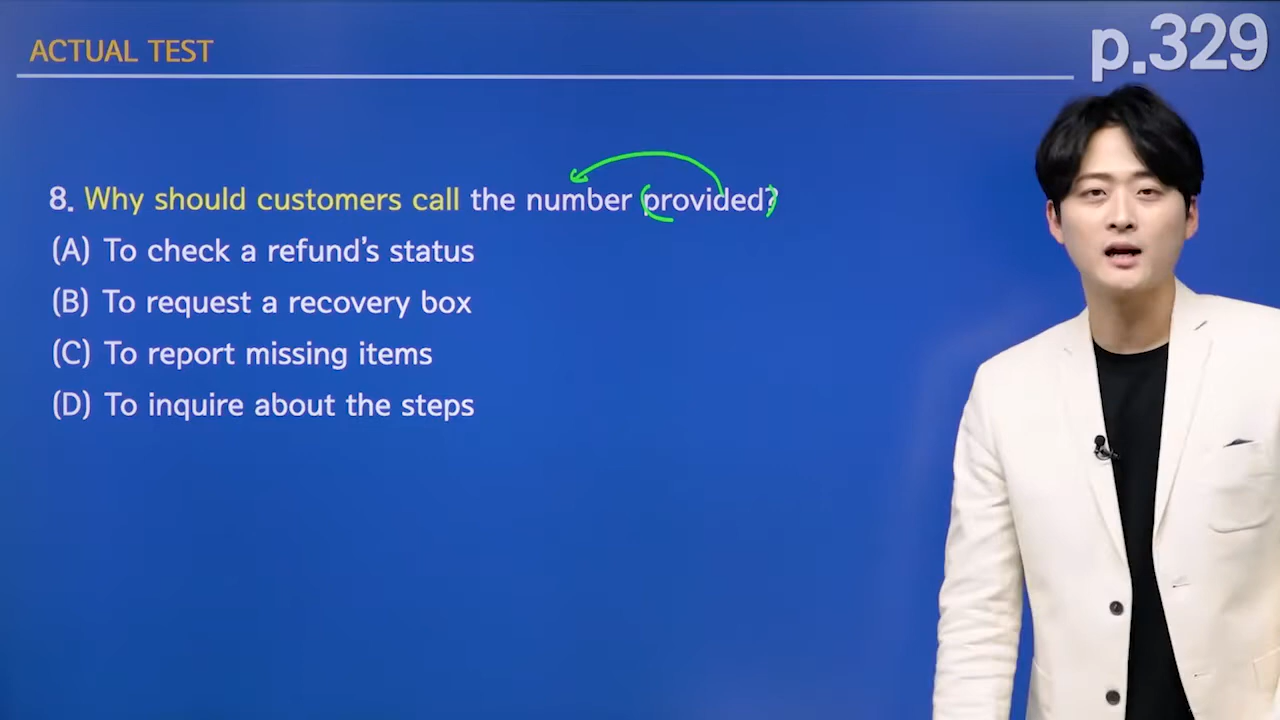 ACTUAL TEST
p.329
8. Why should customers call the number provided?
(A) To check a refund's status
(B) To request a recovery box
(C) To report missing items
(D) To inquire about the steps